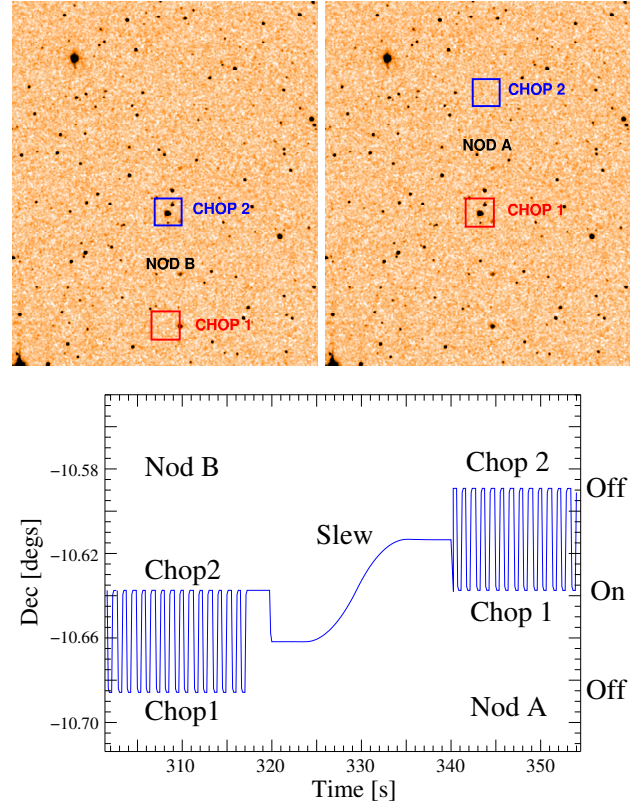 CHOP 2
NOD B
CHOP 1
CHOP 2
NOD A
CHOP 1
Nod B
Chop 2
Off
Slew
Chop2
On
Chop 1
Chop1
Off
Nod A
Dec [degs]
−10.58
−10.62
−10.66
−10.70
310 320 330 340 350
Time [s]